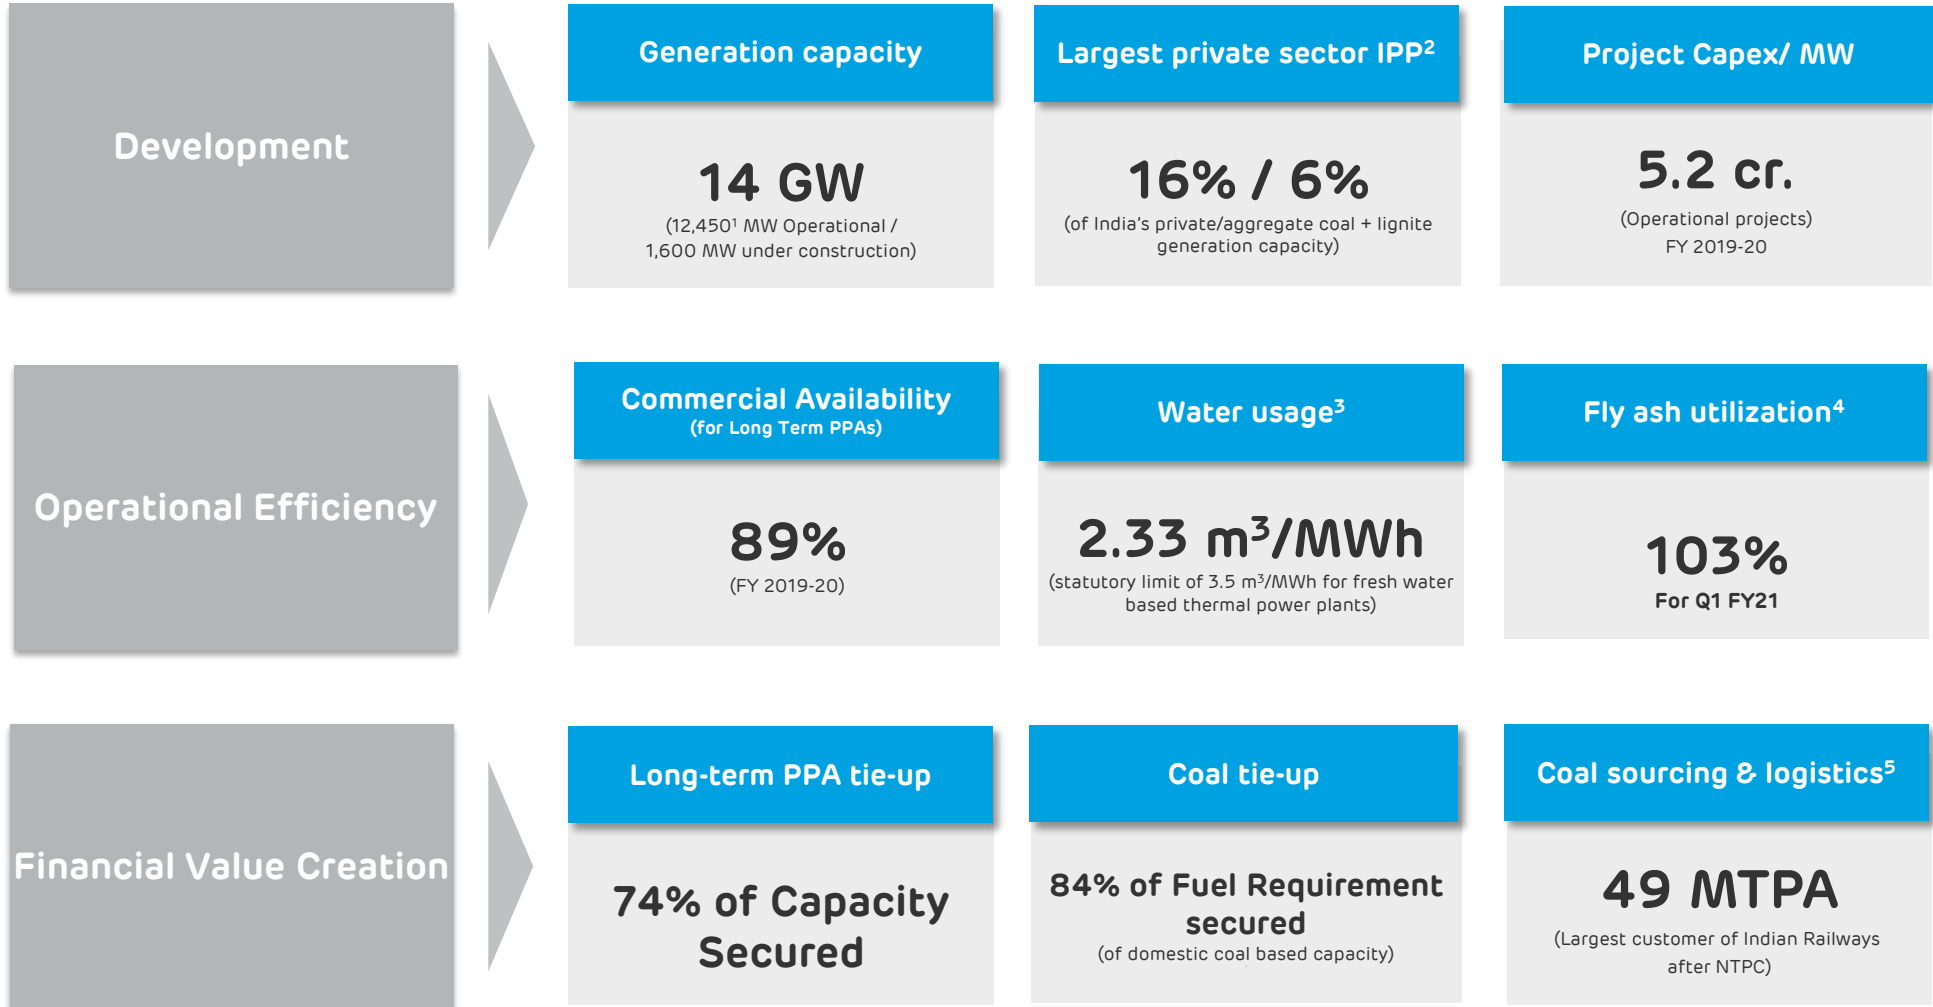 Development
Generation capacity
14 GW
(12,450¹ MW Operational /
1,600 MW under construction)
Largest private sector IPP²
16% / 6%
(of India's private/aggregate coal + lignite
generation capacity)
Project Capex/ MW
5.2 cr.
(Operational projects)
FY 2019-20
Operational Efficiency
Commercial Availability
(for Long Term PPAs)
89%
(FY 2019-20)
Water usage³
2.33 m³/MWh
(statutory limit of 3.5 m³/MWh for fresh water
based thermal power plants)
Fly ash utilization⁴
103%
For Q1 FY21
Financial Value Creation
Long-term PPA tie-up
74% of Capacity
Secured
Coal tie-up
84% of Fuel Requirement
secured
(of domestic coal based capacity)
Coal sourcing & logistics⁵
49 MTPA
(Largest customer of Indian Railways
after NTPC)